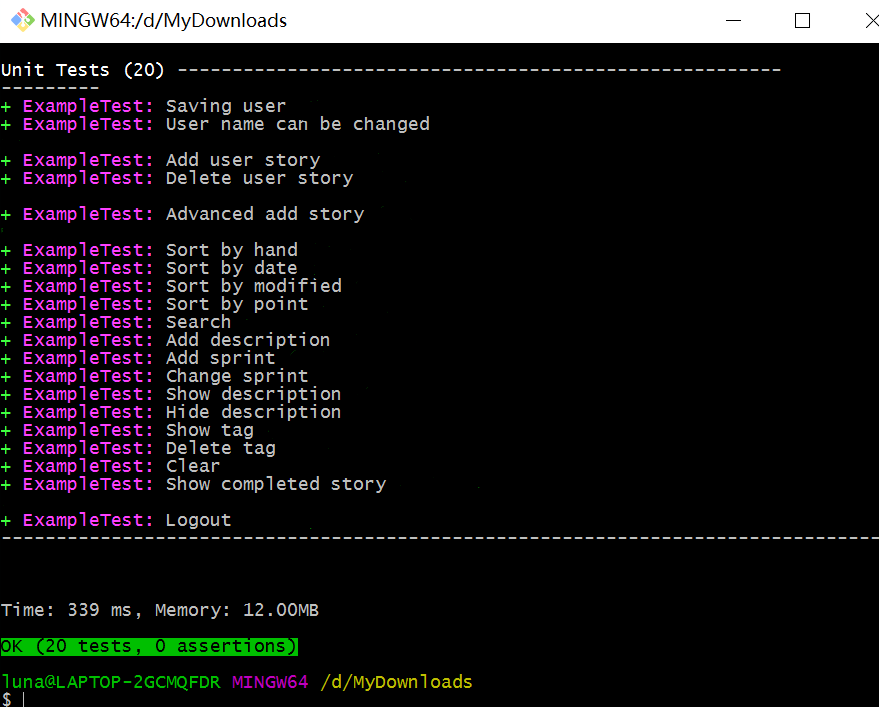 MINGW64:/d/MyDownloads
Unit Tests (20) -------------------------------------------------------
---------
+ ExampleTest: Saving user
+ ExampleTest: User name can be changed
+ ExampleTest: Add user story
+ ExampleTest: Delete user story
+ ExampleTest: Advanced add story
+ ExampleTest: Sort by hand
+ ExampleTest: Sort by date
+ ExampleTest: Sort by modified
+ ExampleTest: Sort by point
+ ExampleTest: Search
+ ExampleTest: Add description
+ ExampleTest: Add sprint
+ ExampleTest: Change sprint
+ ExampleTest: Show description
+ ExampleTest: Hide description
+ ExampleTest: Show tag
+ ExampleTest: Delete tag
+ ExampleTest: Clear
+ ExampleTest: Show completed story
+ ExampleTest: Logout
--------------------------------------------------------------------------------
Time: 339 ms, Memory: 12.00MB
OK (20 tests, 0 assertions)
luna@LAPTOP-2GCMQFDR MINGW64 /d/MyDownloads
$